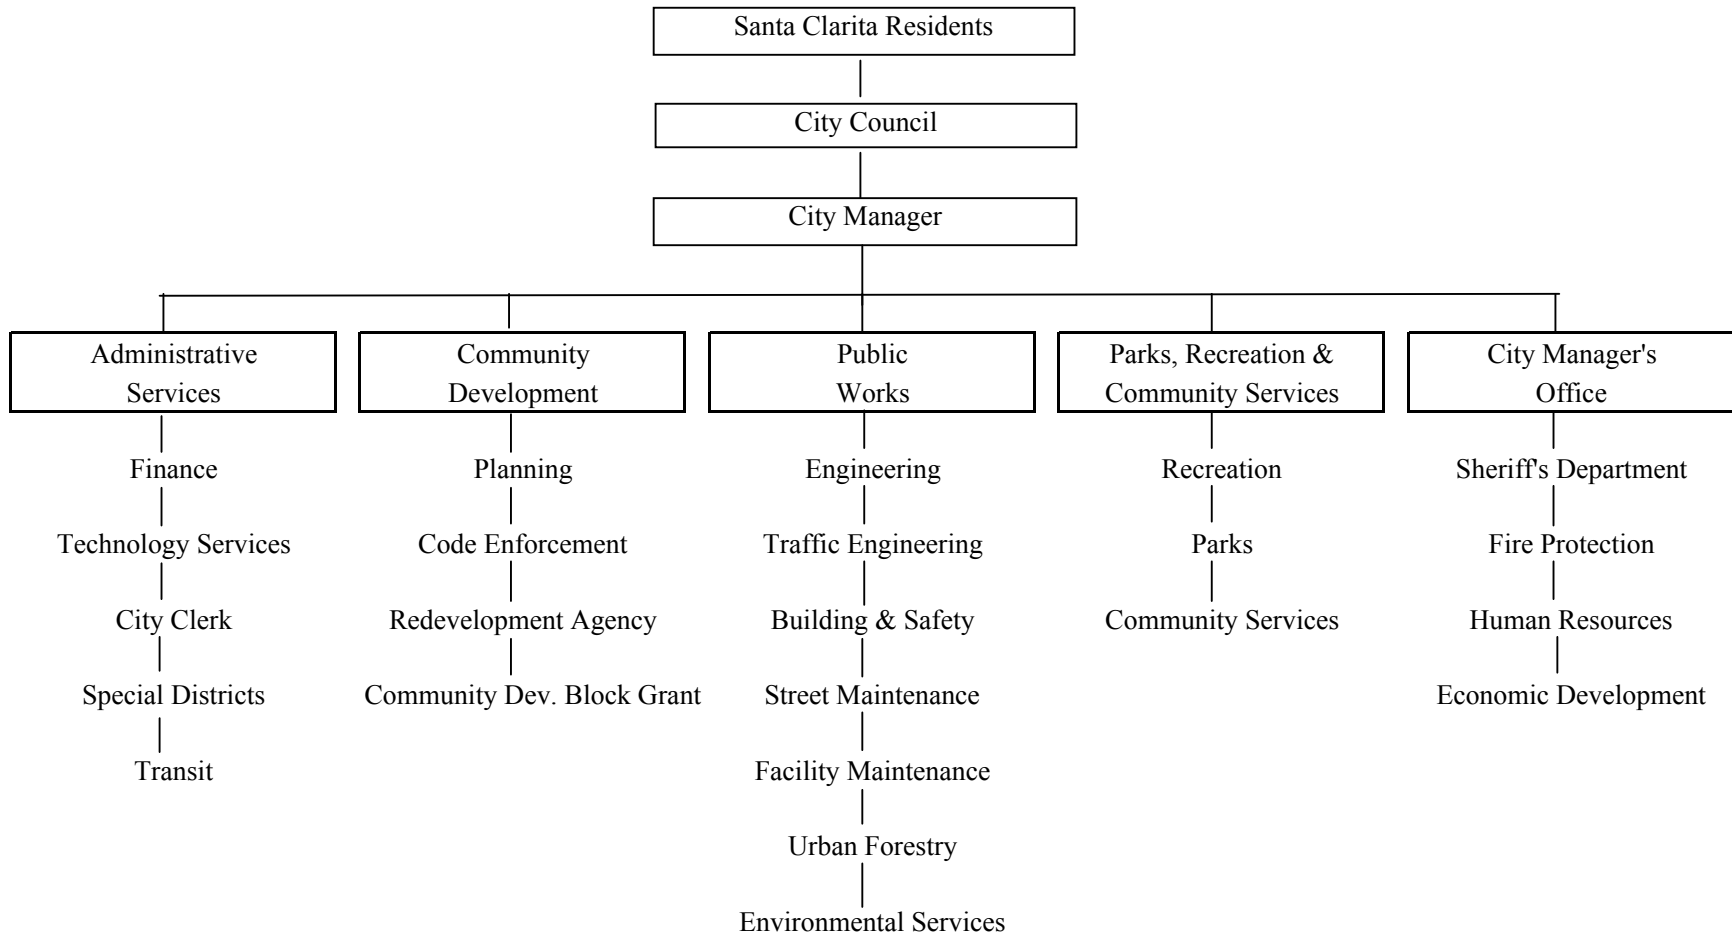 Santa Clarita Residents
City Council
City Manager
Administrative
Services
Community
Development
Public
Works
Parks, Recreation &
Community Services
City Manager's
Office
Finance
Technology Services
City Clerk
Special Districts
Transit
Planning
Code Enforcement
Redevelopment Agency
Community Dev. Block Grant
Engineering
Traffic Engineering
Building & Safety
Street Maintenance
Facility Maintenance
Urban Forestry
Environmental Services
Recreation
Parks
Community Services
Sheriff's Department
Fire Protection
Human Resources
Economic Development